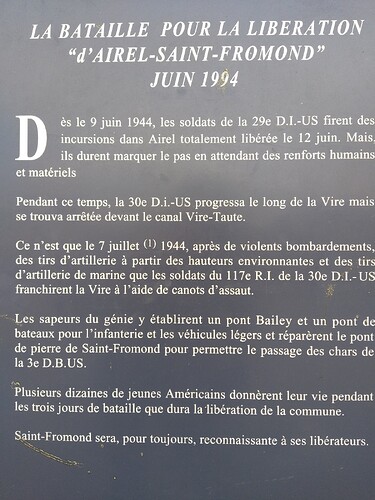 LA BATAILLE POUR LA LIBERATION
“d’AIREL-SAINT-FROMOND”
JUIN 1994
Dès le 9 juin 1944, les soldats de la 29e D.I.-US firent des
incursions dans Airel totalement libérée le 12 juin. Mais,
ils durent marquer le pas en attendant des renforts humains
et matériels
Pendant ce temps, la 30e D.i.-US progressa le long de la Vire mais
se trouva arrêtée devant le canal Vire-Taute.
Ce n’est que le 7 juillet (1) 1944, après de violents bombardements,
des tirs d’artillerie à partir des hauteurs environnantes et des tirs
d’artillerie de marine que les soldats du 117e R.I. de la 30e D.I.-US
franchirent la Vire à l’aide de canots d’assaut.
Les sapeurs du génie y établirent un pont Bailey et un pont de
bateaux pour l’infanterie et les véhicules légers et réparèrent le pont
de pierre de Saint-Fromond pour permettre le passage des chars de
la 3e D.B.US.
Plusieurs dizaines de jeunes Américains donnèrent leur vie pendant
les trois jours de bataille que dura la libération de la commune.
Saint-Fromond sera, pour toujours, reconnaissante à ses libérateurs.